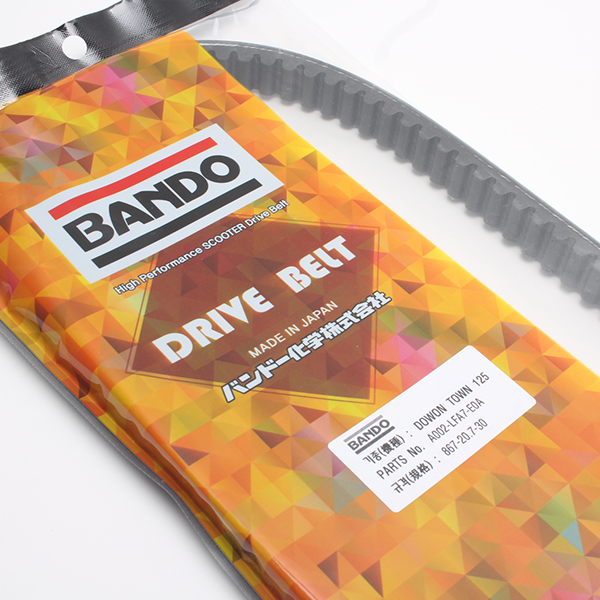 BANDO
High Performance SCOOTER Drive Belt
DRIVE BELT
MADE IN JAPAN
バンドー化学株式会社
BANDO
기종(機種) : DOWON TOWN 125
PARTS No. A002-LFA7-E0A
규격(規格) : 867-20.7-30